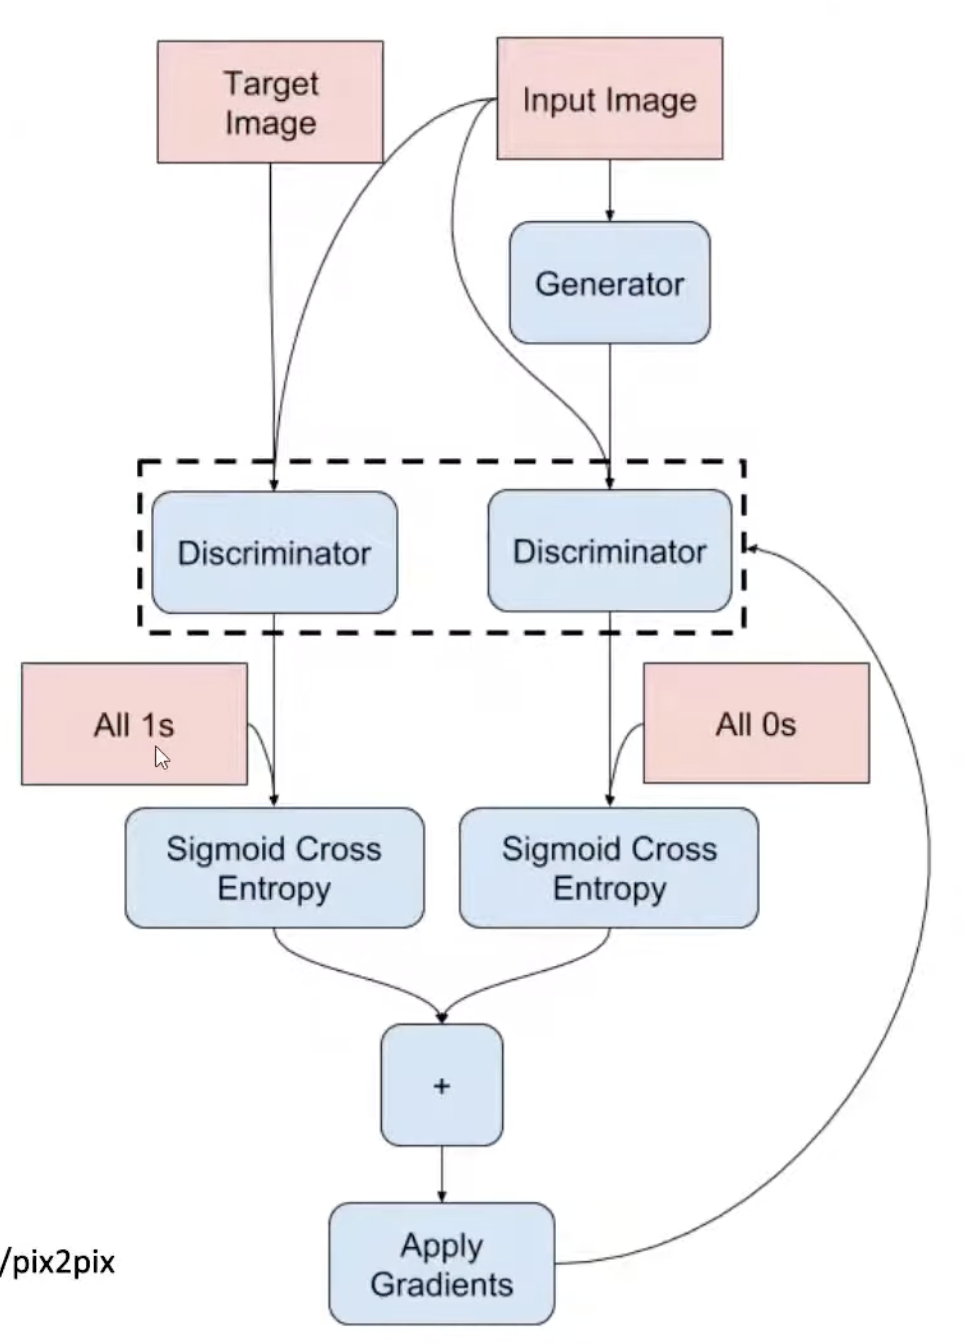 Target
Image
Input Image
Generator
Discriminator
Discriminator
All 1s
All 0s
Sigmoid Cross
Entropy
Sigmoid Cross
Entropy
+
Apply
Gradients
/pix2pix